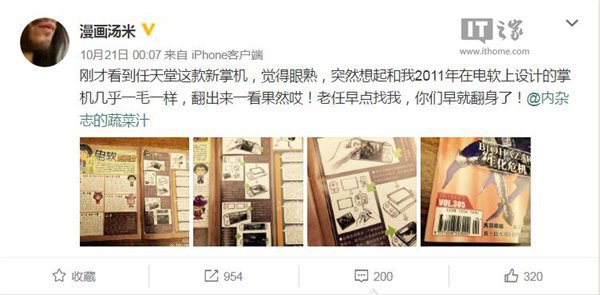 IT之家
www.ithome.com
漫画汤米
10月21日 00:07 来自 iPhone客户端
刚才看到任天堂这款新掌机，觉得眼熟，突然想起和我2011年在电软上设计的掌
机几乎一毛一样，翻出来一看果然哎！老任早点找我，你们早就翻身了！@内杂
志的蔬菜汁
电软
生化危机
VOL.305
收藏
954
200
320